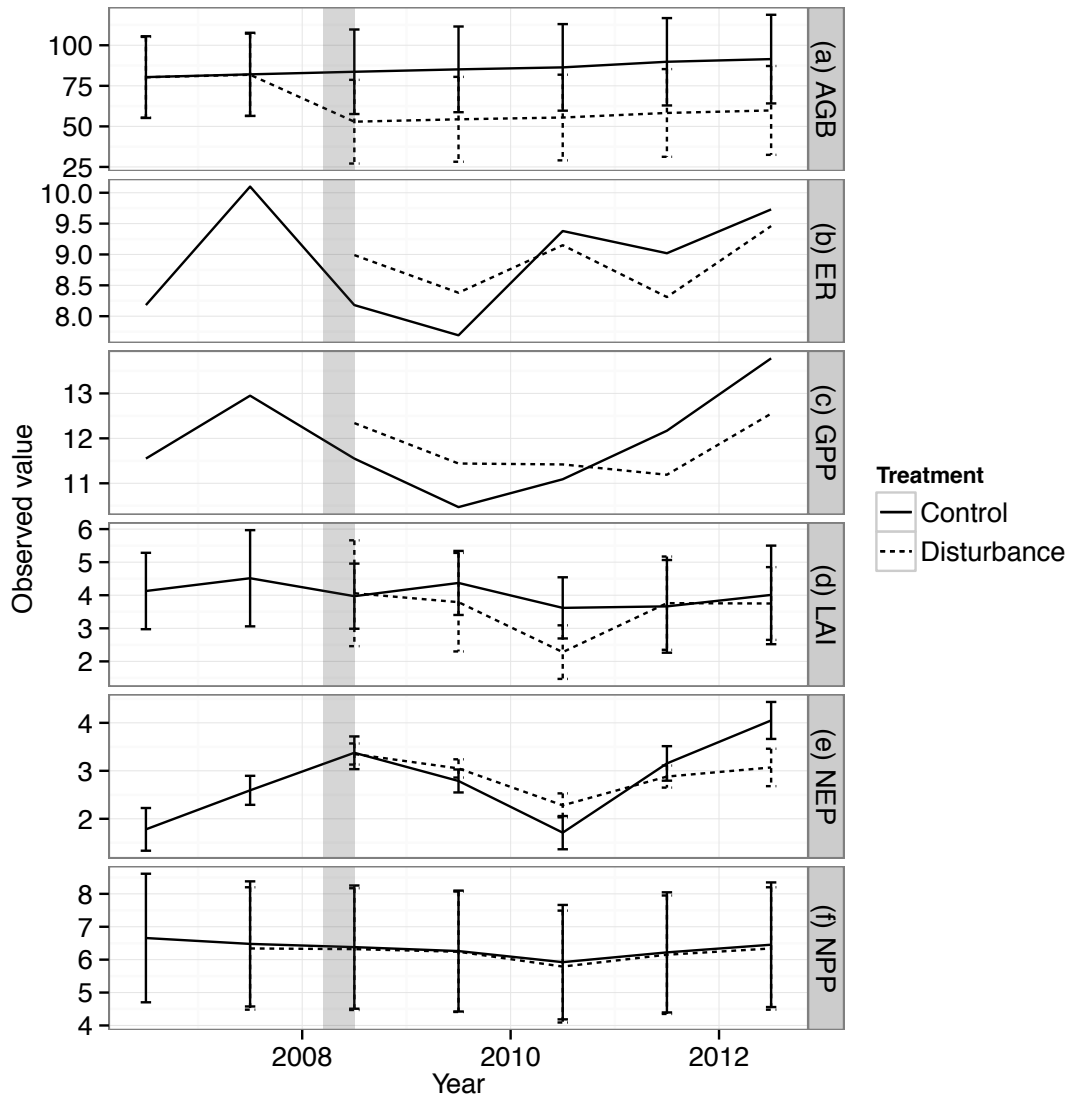 100
75
50
25
(a) AGB
10.0
9.5
9.0
8.5
8.0
(b) ER
13
12
11
(c) GPP
6
5
4
3
2
(d) LAI
4
3
2
(e) NEP
8
7
6
5
4
(f) NPP
2008
2010
2012
Year
Observed value
Treatment
Control
Disturbance